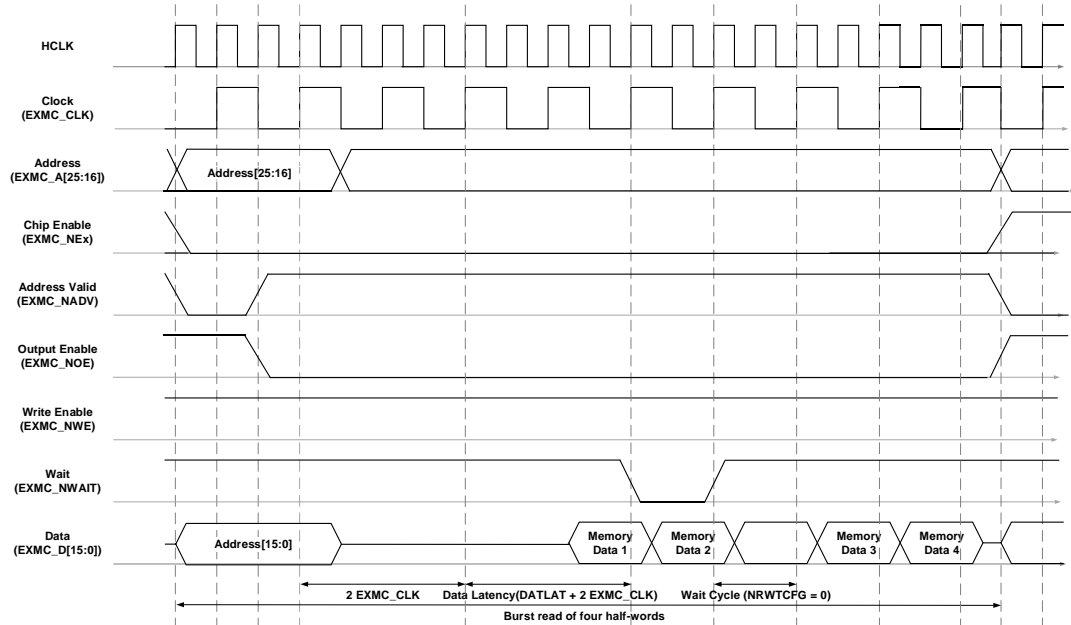 HCLK
Clock
(EXMC_CLK)
Address
(EXMC_A[25:16])
Address[25:16]
Chip Enable
(EXMC_NEx)
Address Valid
(EXMC_NADV)
Output Enable
(EXMC_NOE)
Write Enable
(EXMC_NWE)
Wait
(EXMC_NWAIT)
Data
(EXMC_D[15:0])
Address[15:0]
Memory
Data 1
Memory
Data 2
Memory
Data 3
Memory
Data 4
2 EXMC_CLK
Data Latency(DATLAT + 2 EXMC_CLK)
Wait Cycle (NRWTCFG = 0)
Burst read of four half-words